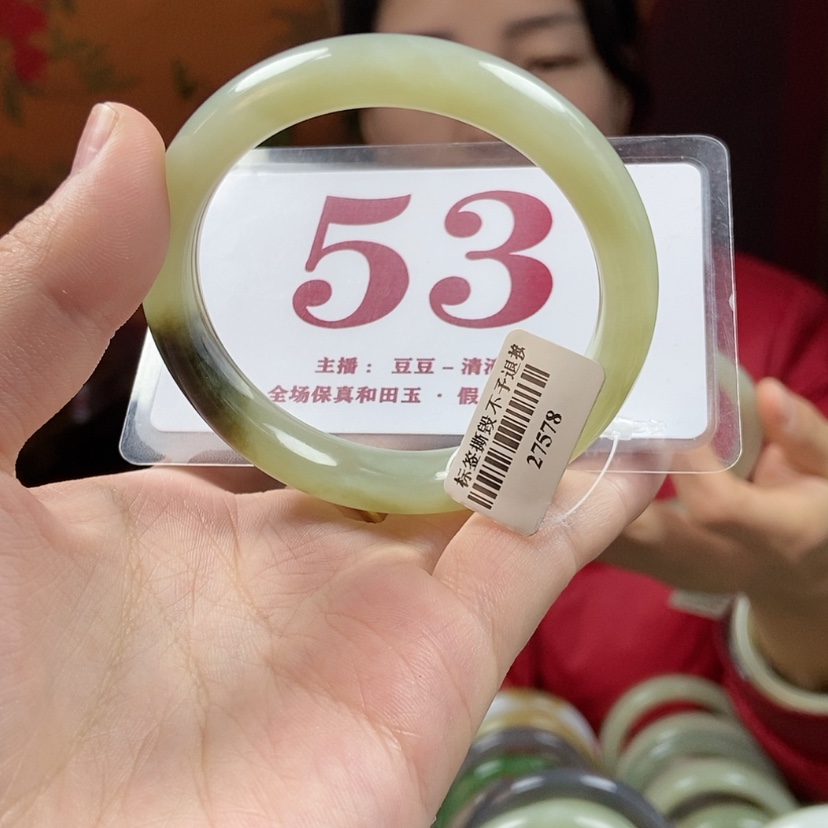 53
主播： 豆豆－清清
全场保真和田玉 · 假
标签撕毁不予退换
27578